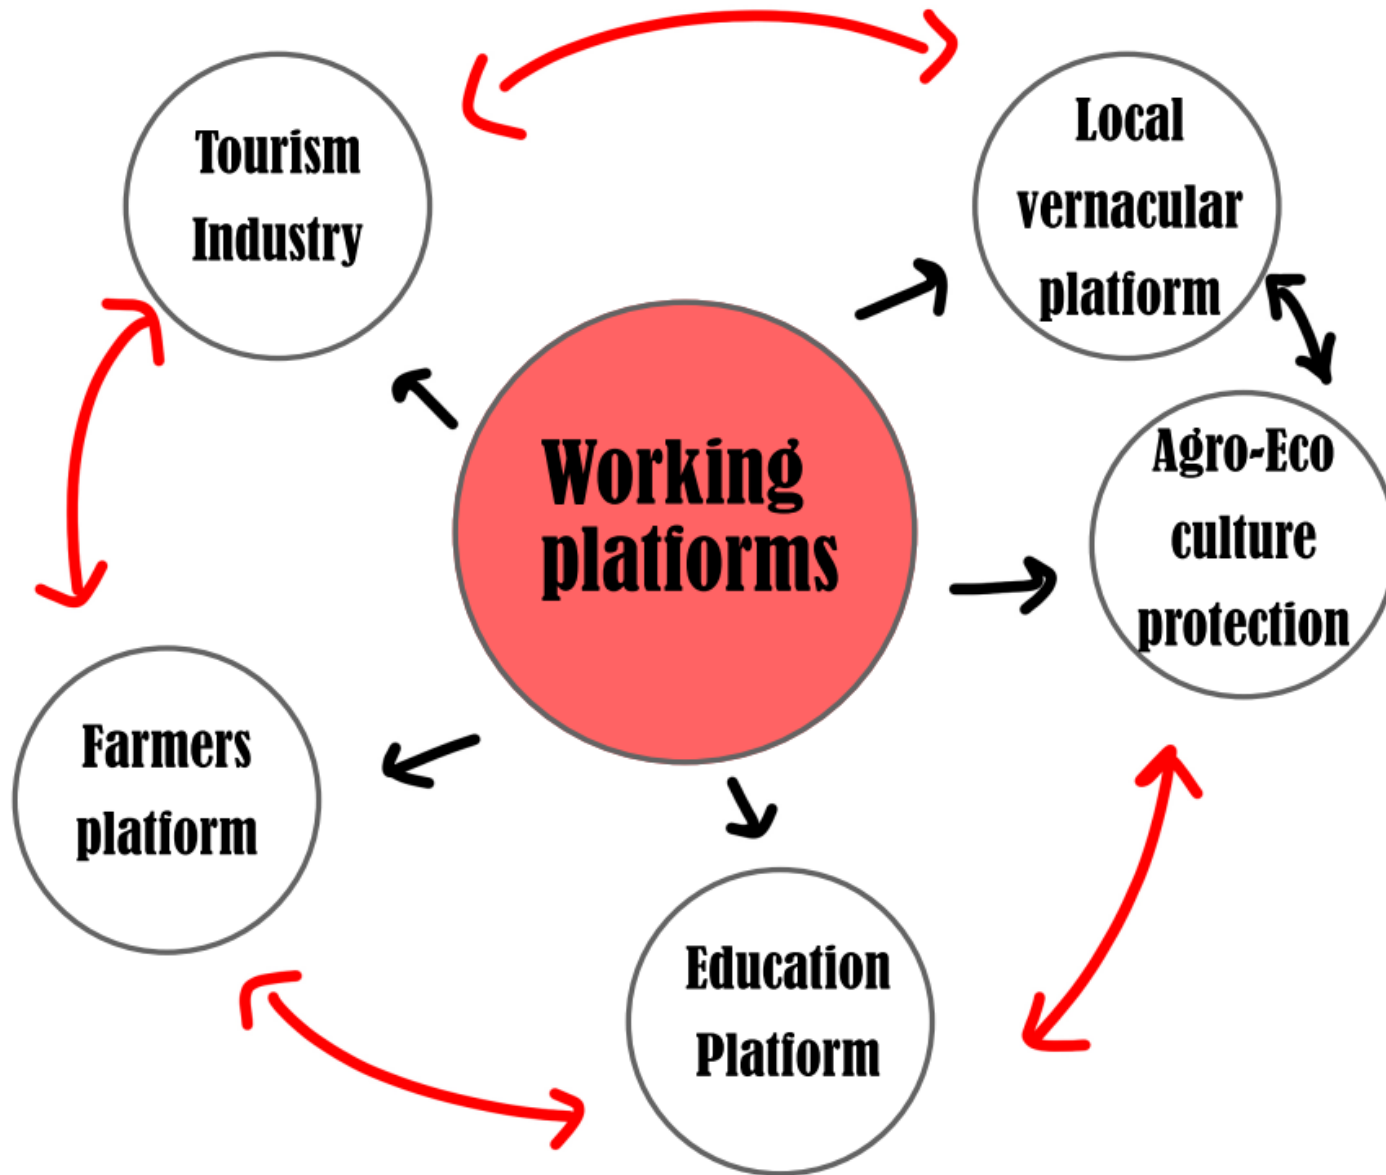 Tourism
Industry
Local
vernacular
platform
Working
platforms
Agro-Eco
culture
protection
Farmers
platform
Education
Platform